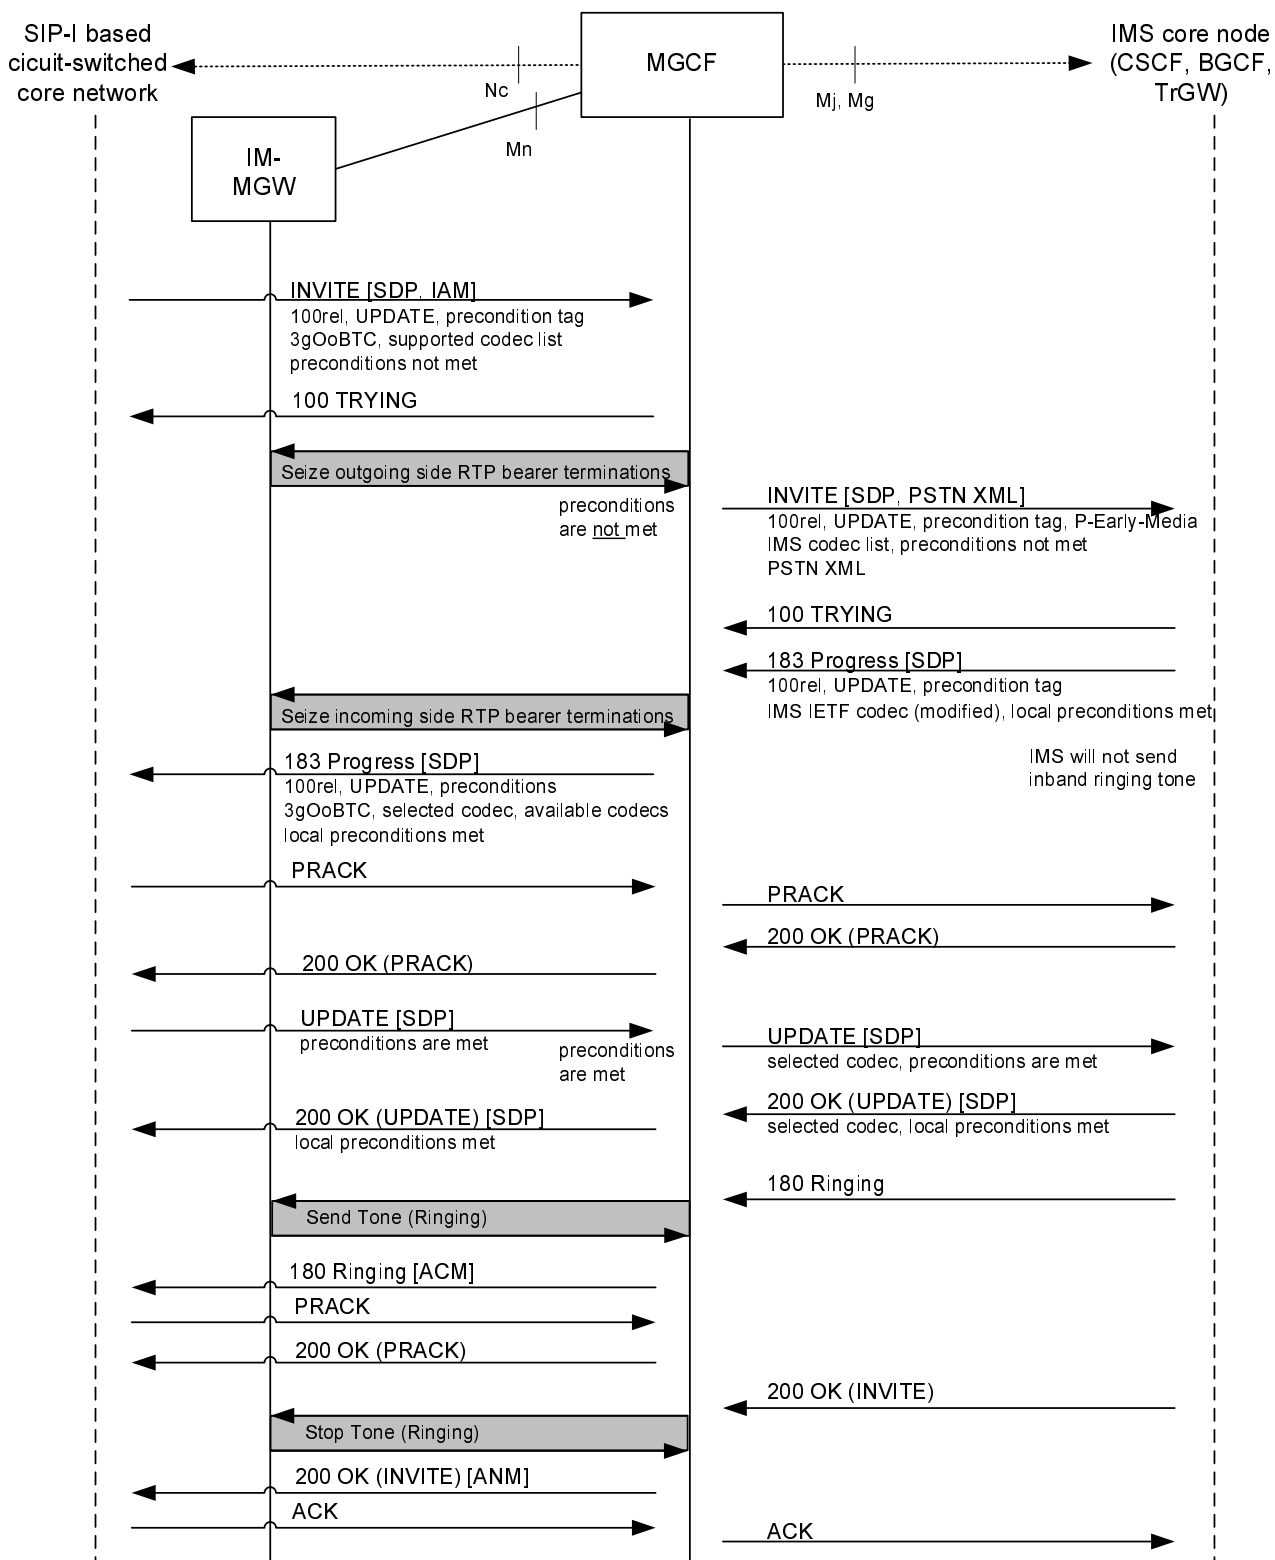 SIP-I based
cicuit-switched
core network
MGCF
IMS core node
(CSCF, BGCF,
TrGW)
Nc
Mj, Mg
Mn
IM-
MGW
INVITE [SDP, IAM]
100rel, UPDATE, precondition tag
3gOoBTC, supported codec list
preconditions not met
100 TRYING
Seize outgoing side RTP bearer terminations
preconditions
are not met
INVITE [SDP, PSTN XML]
100rel, UPDATE, precondition tag, P-Early-Media
IMS codec list, preconditions not met
PSTN XML
100 TRYING
183 Progress [SDP]
100rel, UPDATE, precondition tag
IMS IETF codec (modified), local preconditions met
Seize incoming side RTP bearer terminations
IMS will not send
inband ringing tone
183 Progress [SDP]
100rel, UPDATE, preconditions
3gOoBTC, selected codec, available codecs
local preconditions met
PRACK
PRACK
200 OK (PRACK)
200 OK (PRACK)
UPDATE [SDP]
preconditions are met
preconditions
are met
UPDATE [SDP]
selected codec, preconditions are met
200 OK (UPDATE) [SDP]
selected codec, local preconditions met
200 OK (UPDATE) [SDP]
local preconditions met
180 Ringing
Send Tone (Ringing)
180 Ringing [ACM]
PRACK
200 OK (PRACK)
200 OK (INVITE)
Stop Tone (Ringing)
200 OK (INVITE) [ANM]
ACK
ACK